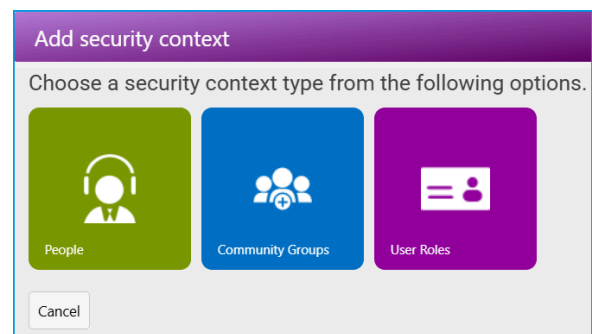 Add security context
Choose a security context type from the following options.
People
Community Groups
User Roles
Cancel